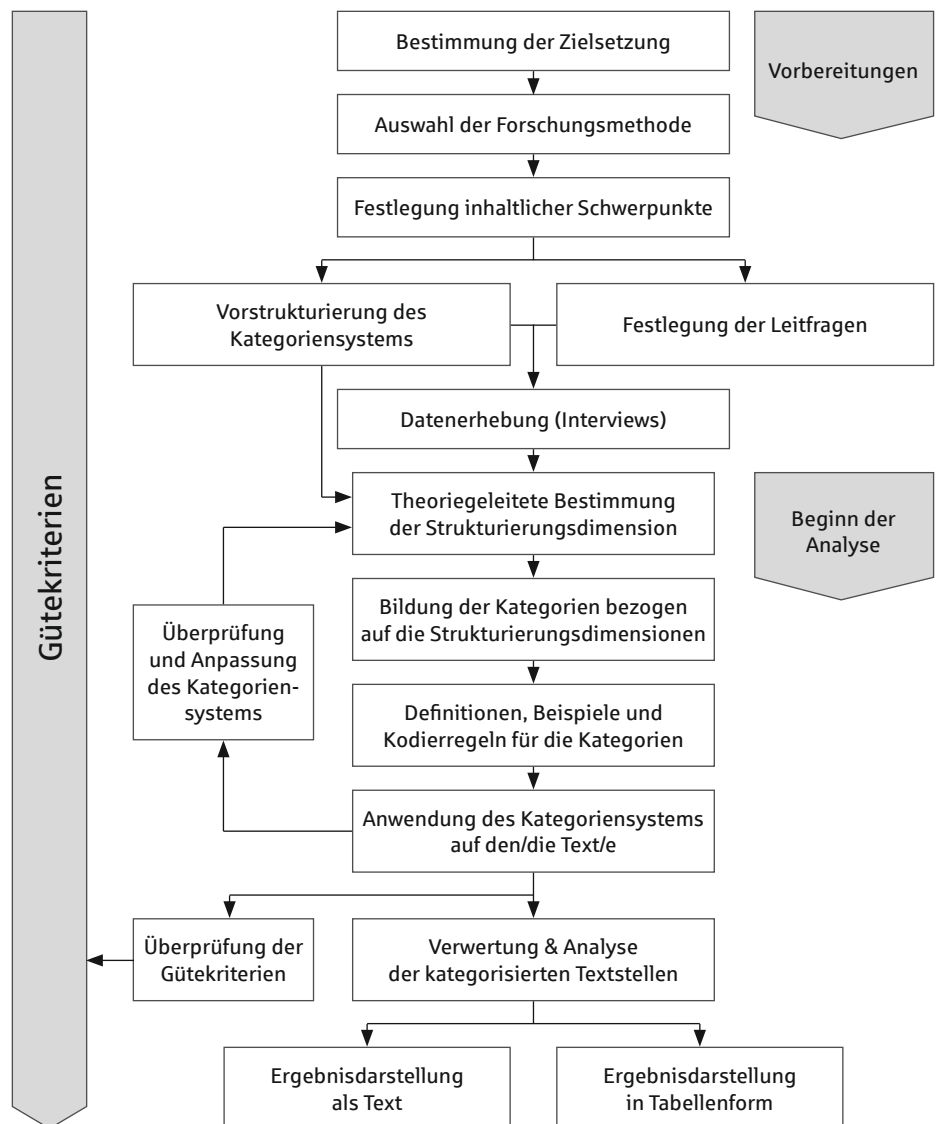 Bestimmung der Zielsetzung
Vorbereitungen
Auswahl der Forschungsmethode
Festlegung inhaltlicher Schwerpunkte
Vorstrukturierung des
Kategoriensystems
Festlegung der Leitfragen
Datenerhebung (Interviews)
Theoriegeleitete Bestimmung
der Strukturierungsdimension
Beginn der
Analyse
Gütekriterien
Bildung der Kategorien bezogen
auf die Strukturierungsdimensionen
Überprüfung
und Anpassung
des Kategorien-
systems
Definitionen, Beispiele und
Kodierregeln für die Kategorien
Anwendung des Kategoriensystems
auf den/die Text/e
Überprüfung der
Gütekriterien
Verwertung & Analyse
der kategorisierten Textstellen
Ergebnisdarstellung
als Text
Ergebnisdarstellung
in Tabellenform